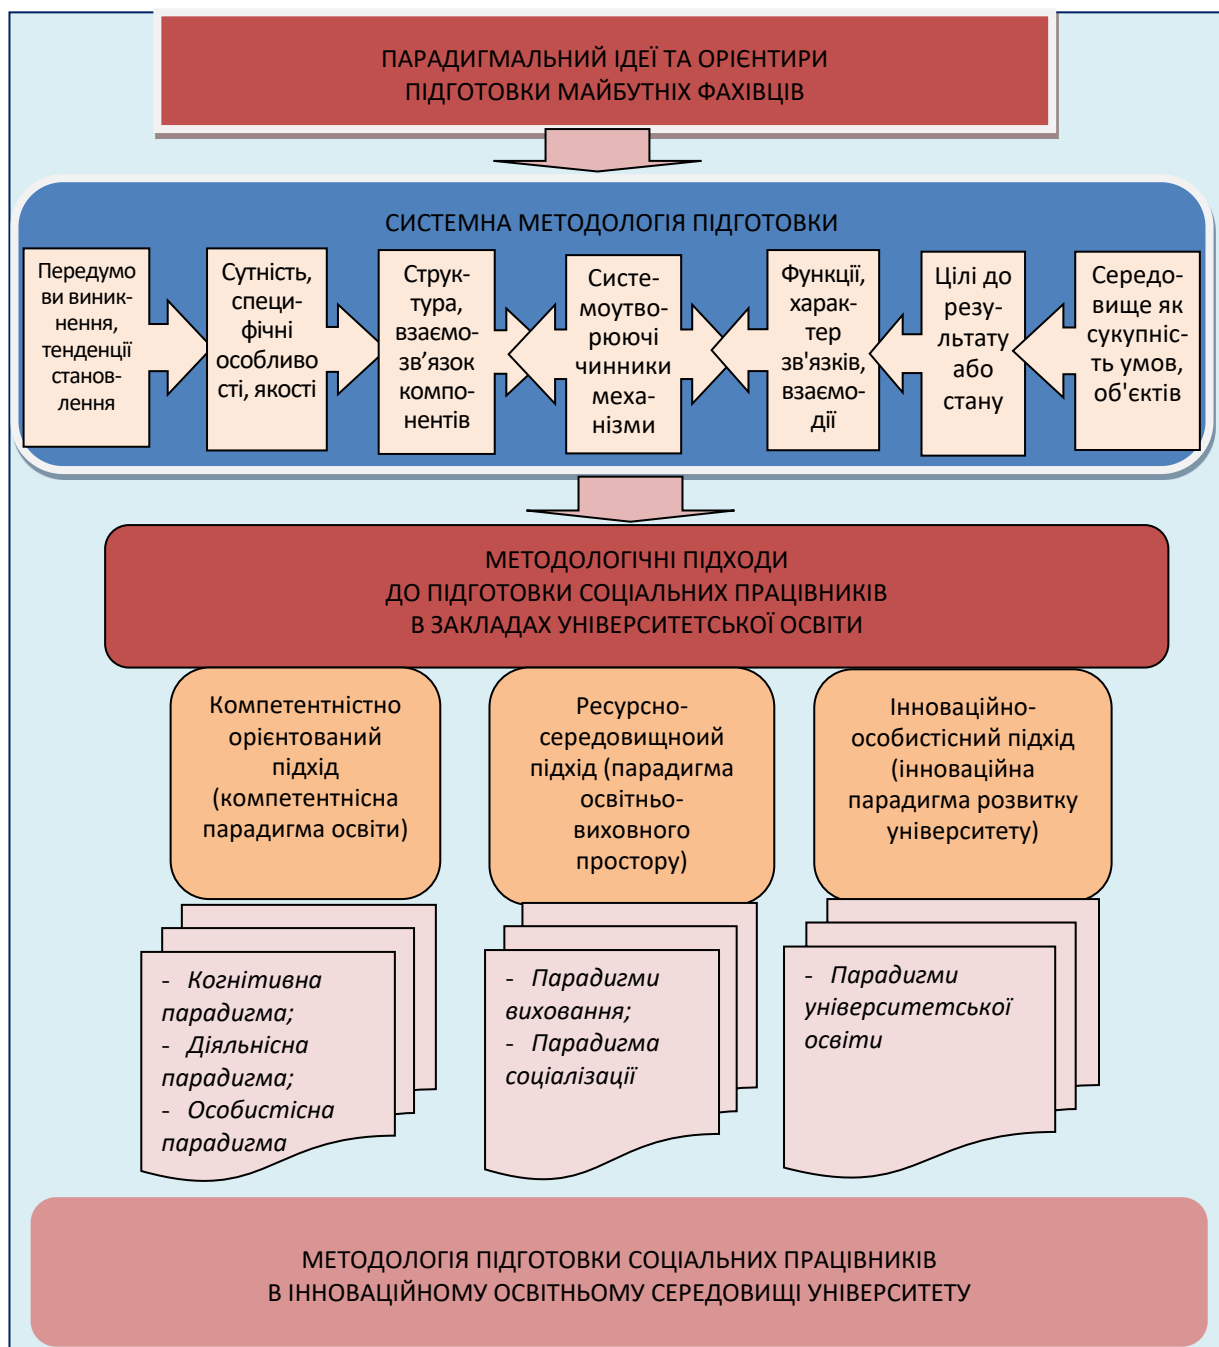 ПАРАДИГМАЛЬНИЙ ІДЕЇ ТА ОРІЄНТИРИ
ПІДГОТОВКИ МАЙБУТНІХ ФАХІВЦІВ
СИСТЕМНА МЕТОДОЛОГІЯ ПІДГОТОВКИ
Передумо
ви виник-
нення,
тенденції
станов-
лення
Сутність,
специ-
фічні
особливо
сті, якості
Струк-
тура,
взаємо-
зв’язок
компо-
нентів
Систе-
моутво-
рюючі
чинники
меха-
нізми
Функції,
харак-
тер
зв'язків,
взаємо-
дії
Цілі до
резу-
льтату
або
стану
Середо-
вище як
сукупніс-
ть умов,
об'єктів
МЕТОДОЛОГІЧНІ ПІДХОДИ
ДО ПІДГОТОВКИ СОЦІАЛЬНИХ ПРАЦІВНИКІВ
В ЗАКЛАДАХ УНІВЕРСИТЕТСЬКОЇ ОСВІТИ
Компетентністно
орієнтований
підхід
(компетентнісна
парадигма освіти)
Ресурсно-
середовищноий
підхід (парадигма
освітньо-
виховного
простору)
Інноваційно-
особистісний підхід
(інноваційна
парадигма розвитку
університету)
- Когнітивна
парадигма;
- Діяльнісна
парадигма;
- Особистісна
парадигма
- Парадигми
виховання;
- Парадигма
соціалізації
- Парадигми
університетської
освіти
МЕТОДОЛОГІЯ ПІДГОТОВКИ СОЦІАЛЬНИХ ПРАЦІВНИКІВ
В ІННОВАЦІЙНОМУ ОСВІТНЬОМУ СЕРЕДОВИЩІ УНІВЕРСИТЕТУ